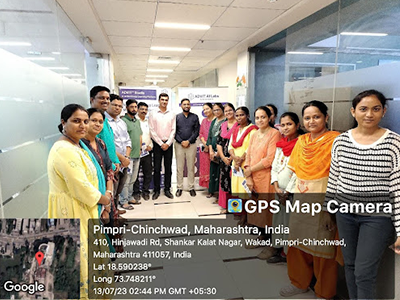 GPS Map Camera
Pimpri-Chinchwad, Maharashtra, India
410, Hinjawadi Rd, Shankar Kalat Nagar, Wakad, Pimpri-Chinchwad,
Maharashtra 411057, India
Lat 18.590238°
Long 73.748211°
13/07/23 02:44 PM GMT +05:30
Google